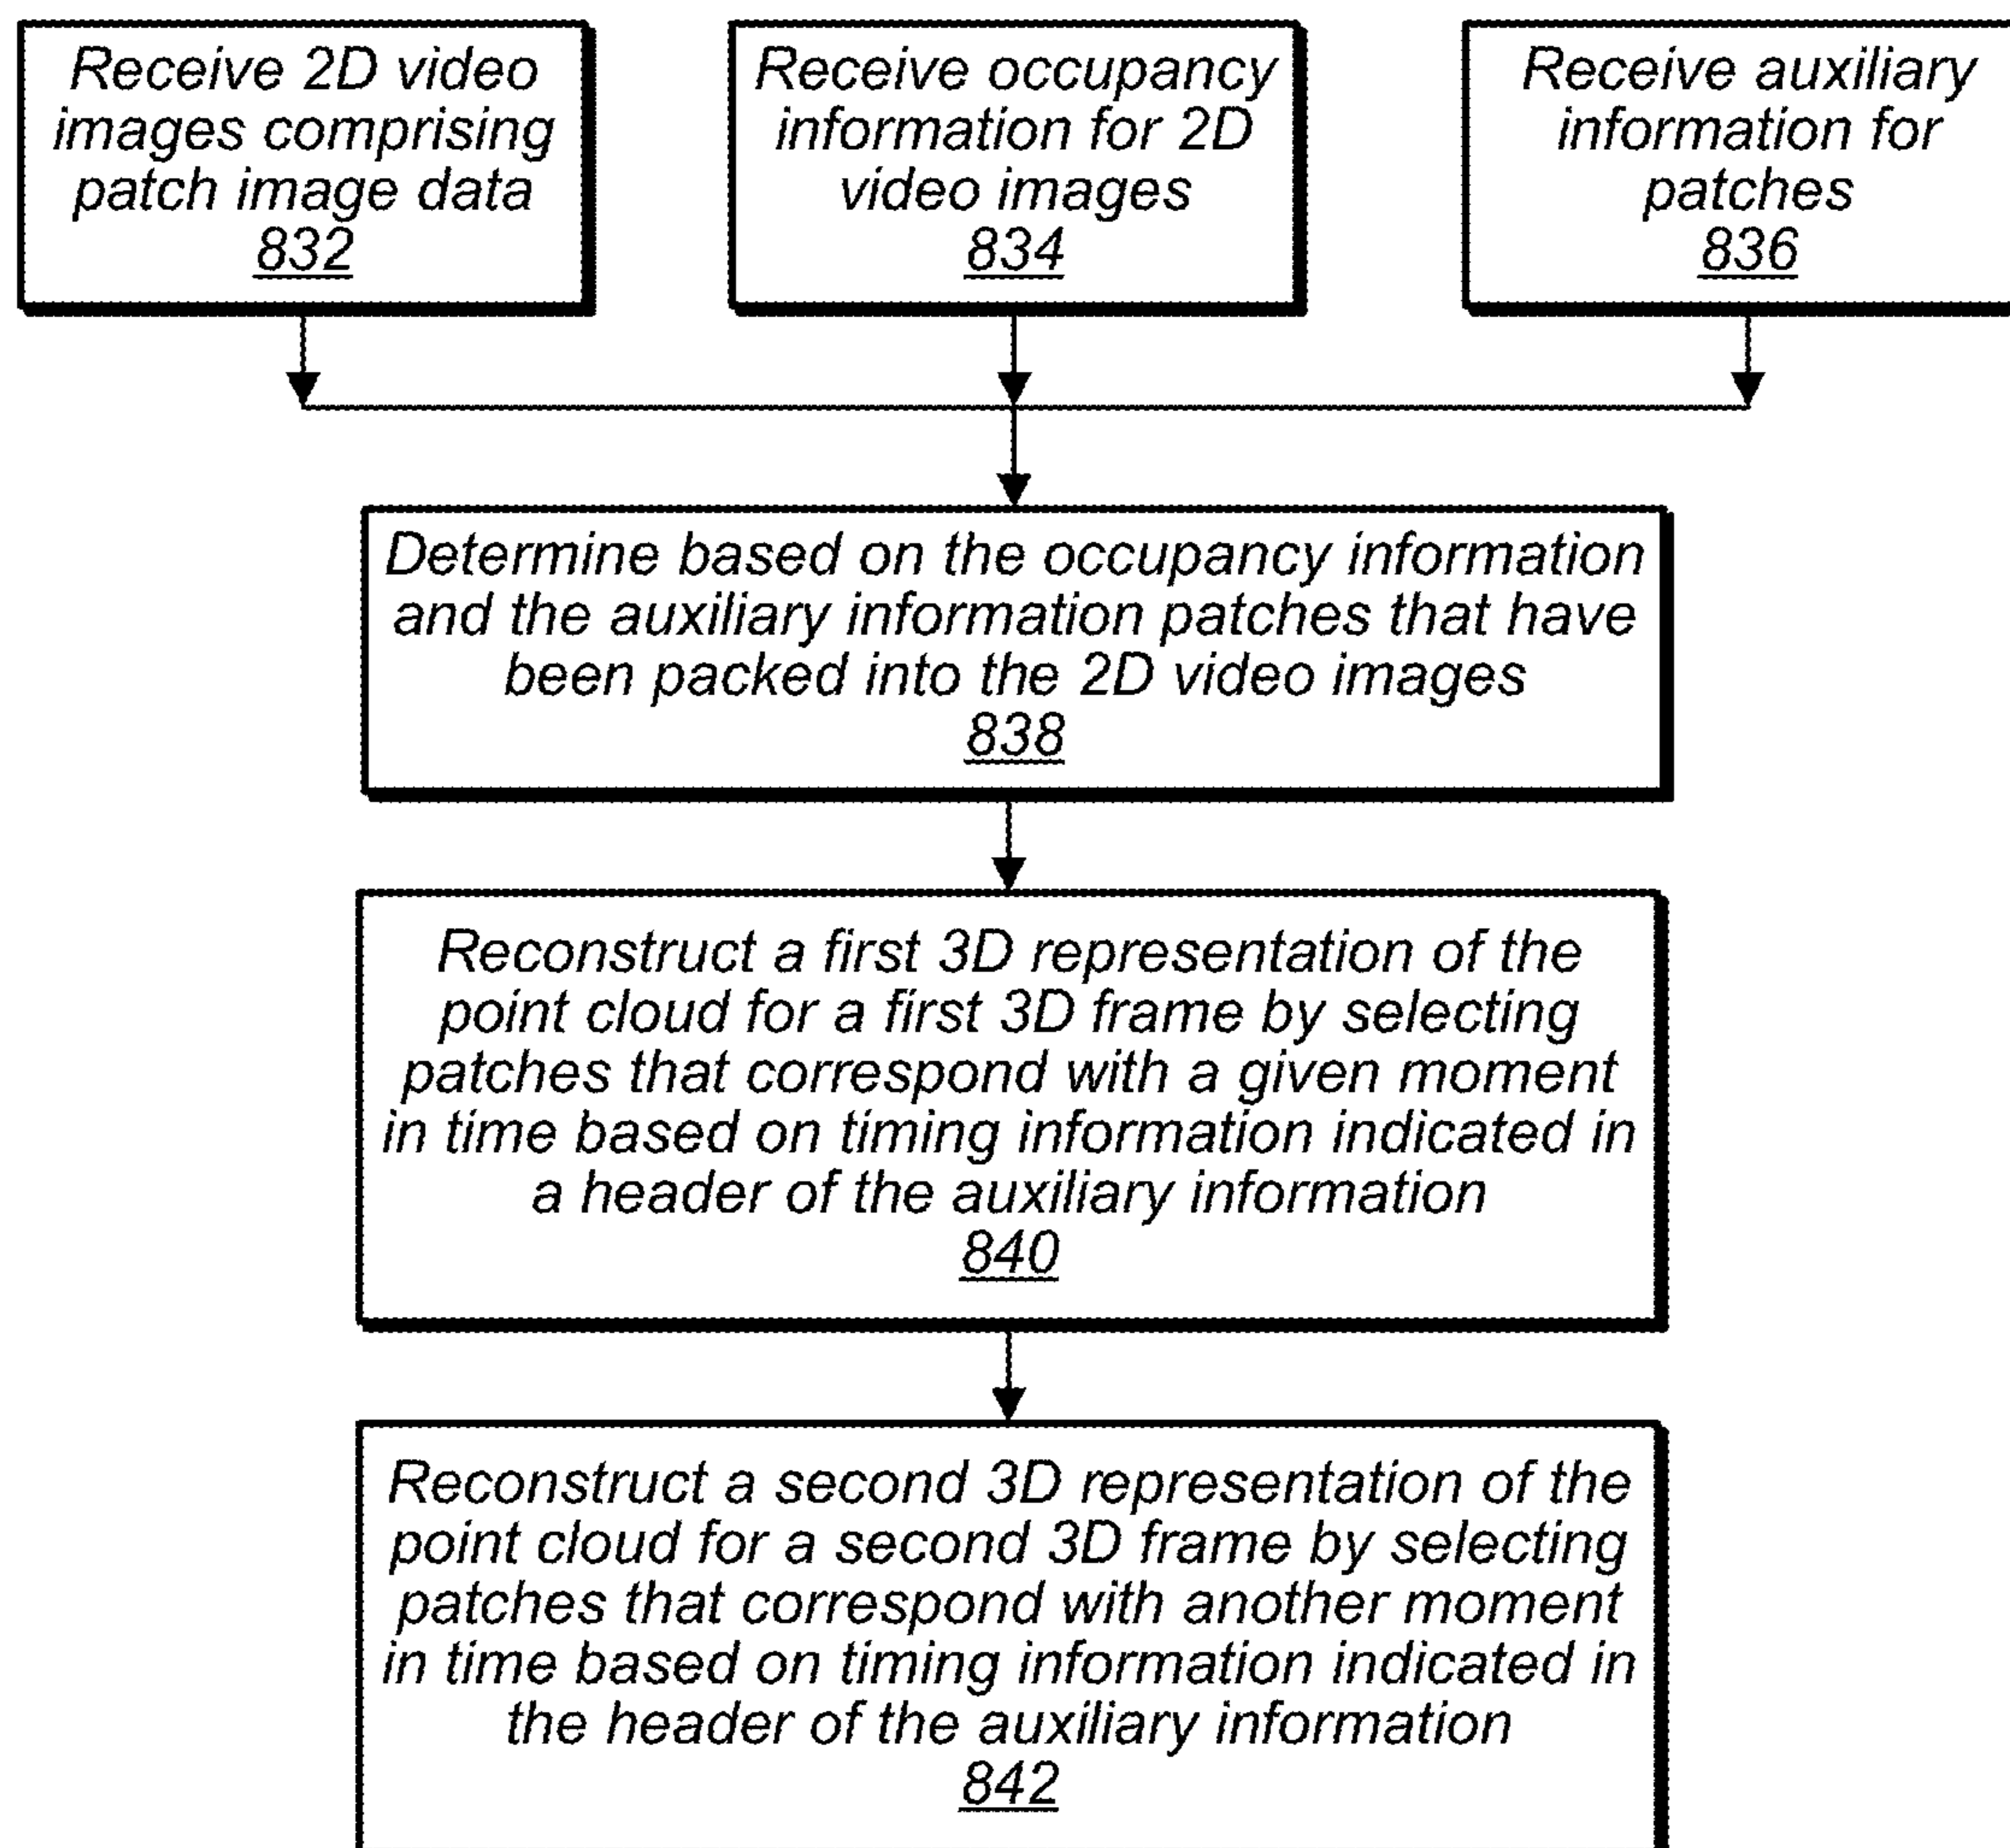 Receive 2D video
images comprising
patch image data
832
Receive occupancy
information for 2D
video images
834
Receive auxiliary
information for
patches
836
Determine based on the occupancy information
and the auxiliary information patches that have
been packed into the 2D video images
838
Reconstruct a first 3D representation of the
point cloud for a first 3D frame by selecting
patches that correspond with a given moment
in time based on timing information indicated in
a header of the auxiliary information
840
Reconstruct a second 3D representation of the
point cloud for a second 3D frame by selecting
patches that correspond with another moment
in time based on timing information indicated in
the header of the auxiliary information
842